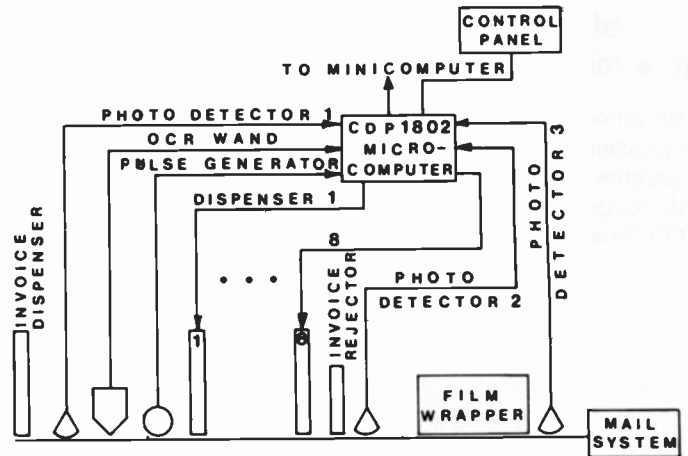 CONTROL
PANEL
TO MINICOMPUTER
PHOTO DETECTOR 1
OCR WAND
PULSE GENERATOR
CDP1802
MICRO-
COMPUTER
DISPENSER 1
8
PHOTO
DETECTOR 2
PHOTO
DETECTOR 3
INVOICE
DISPENSER
1
8
INVOICE
REJECTOR
FILM
WRAPPER
MAIL
SYSTEM